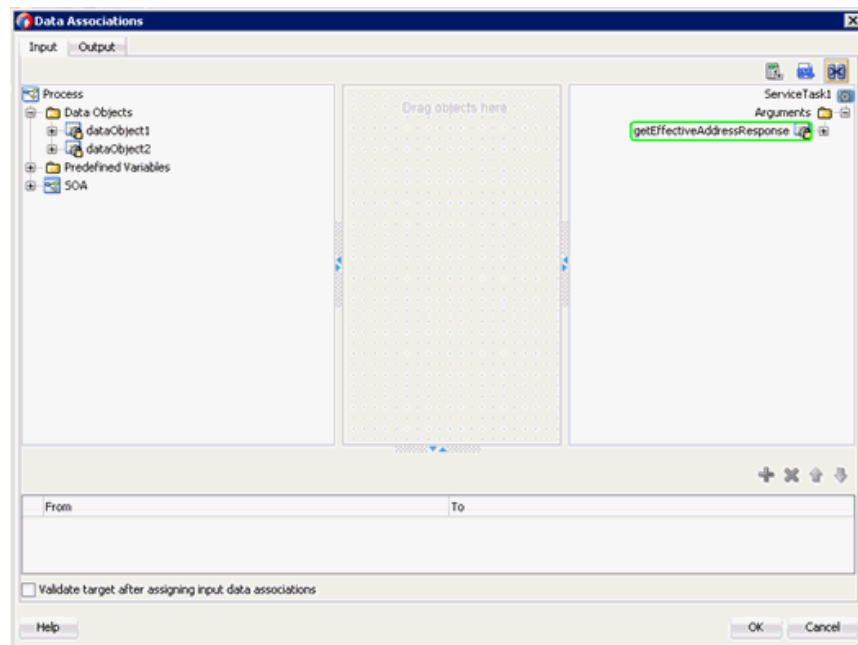 Data Associations
Input Output
Process
Data Objects
dataObject1
dataObject2
Predefined Variables
SOA
Drag objects here
ServiceTask1
Arguments
getEffectiveAddressResponse
From To
Validate target after assigning input data associations
Help OK Cancel